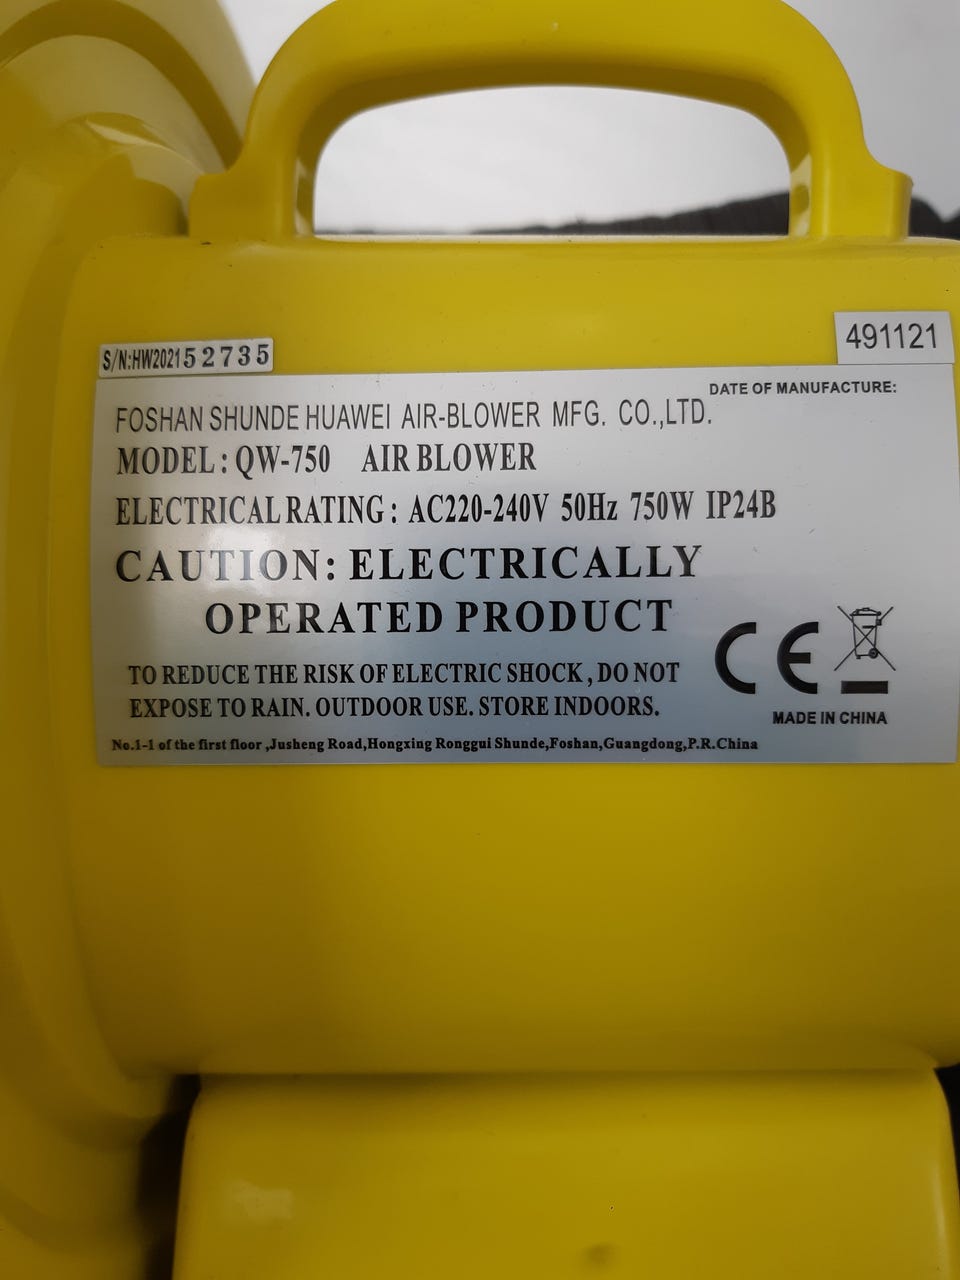 S/N:HW202152735
491121
DATE OF MANUFACTURE:
FOSHAN SHUNDE HUAWEI AIR-BLOWER MFG. CO.,LTD.
MODEL: QW-750 AIR BLOWER
ELECTRICAL RATING: AC220-240V 50Hz 750W IP24B
CAUTION: ELECTRICALLY
OPERATED PRODUCT
TO REDUCE THE RISK OF ELECTRIC SHOCK, DO NOT
EXPOSE TO RAIN. OUTDOOR USE. STORE INDOORS.
CE
MADE IN CHINA
No.1-1 of the first floor ,Jusheng Road,Hongxing Ronggui Shunde,Foshan,Guangdong,P.R.China